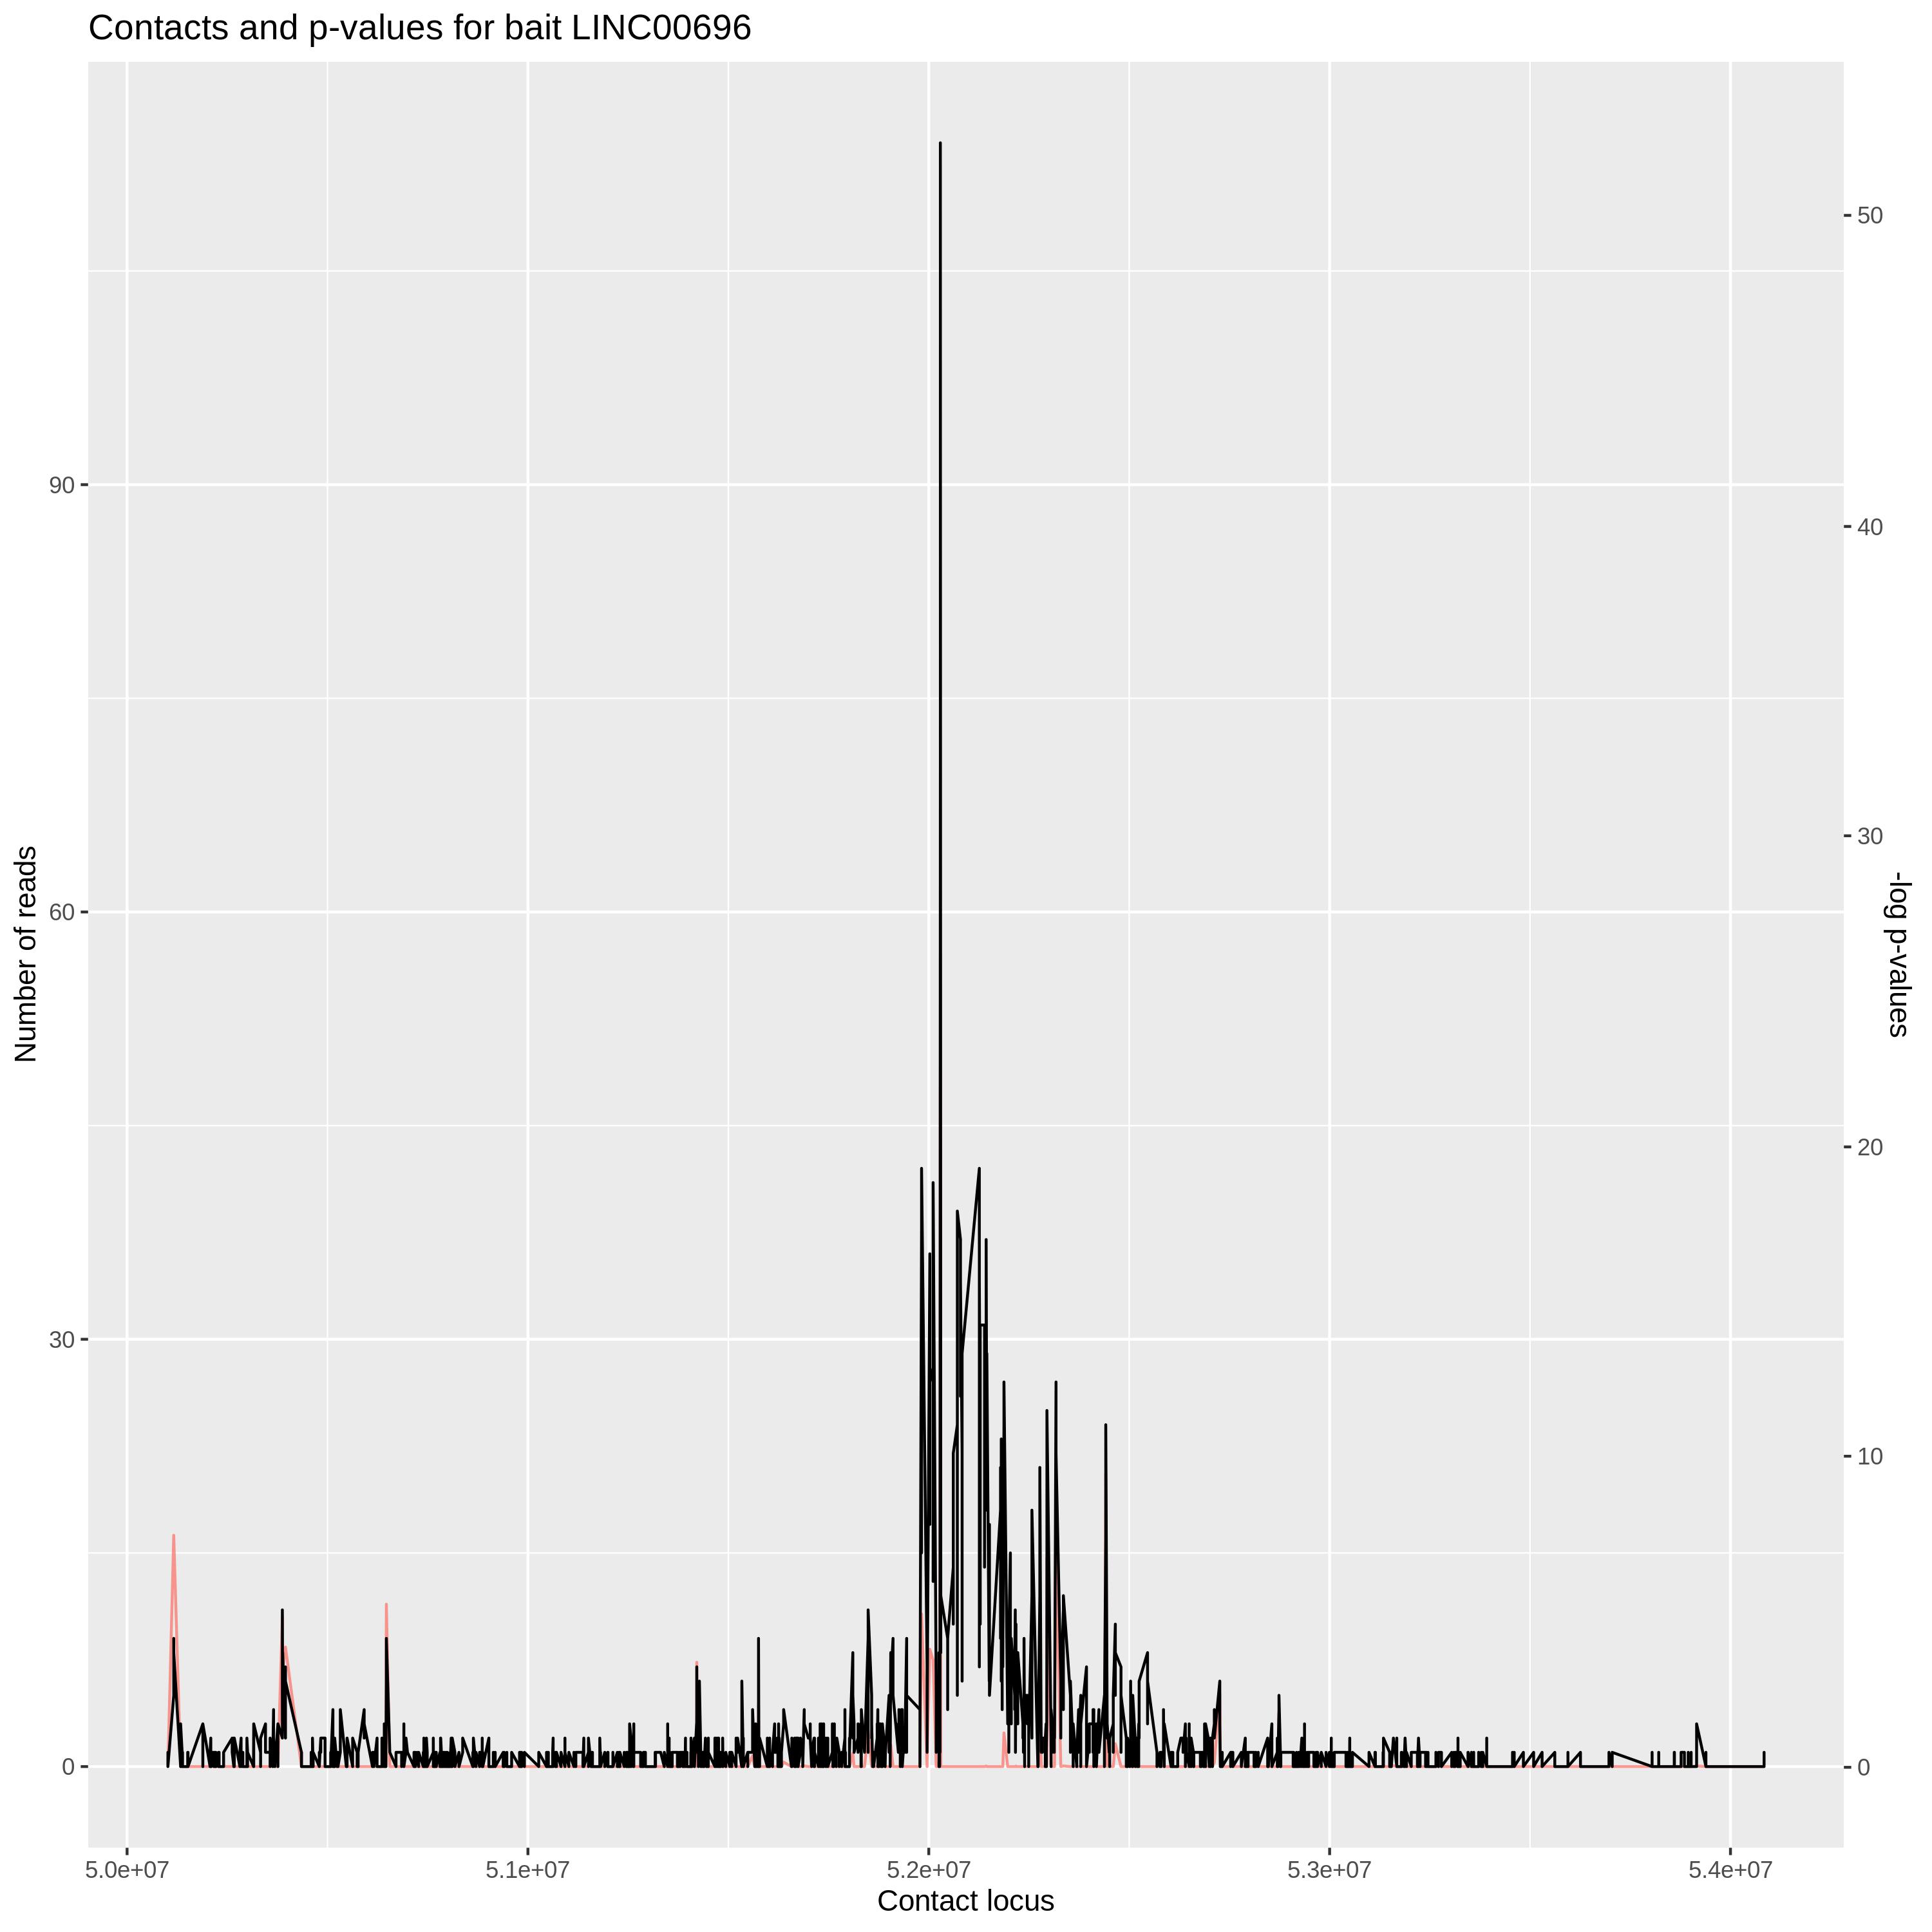 Contacts and p-values for bait LINC00696
Number of reads
90
60
30
0
50
40
30
20
10
0
-log p-values
5.0e+07
5.1e+07
5.2e+07
5.3e+07
5.4e+07
Contact locus